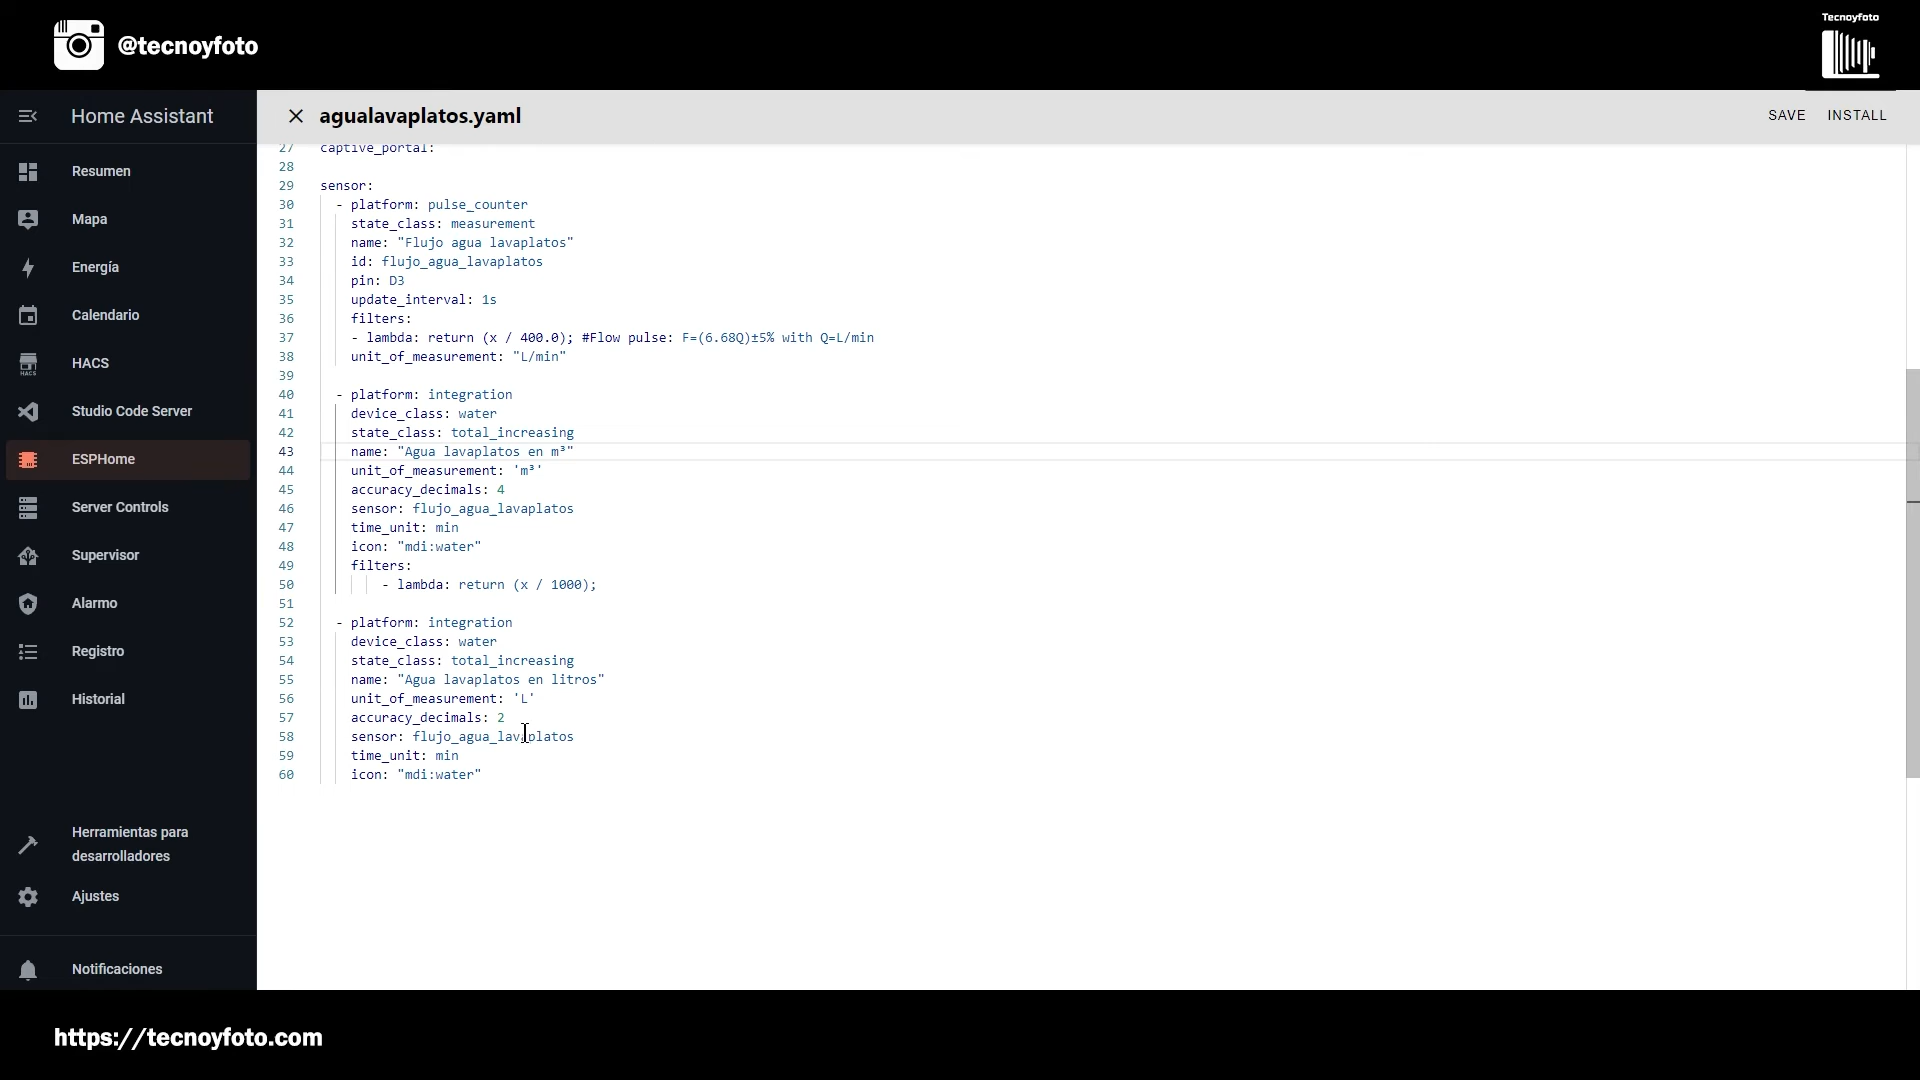 @tecnoyfoto
Tecnoyfoto
Home Assistant
Resumen
Mapa
Energía
Calendario
HACS
HACS
Studio Code Server
ESPHome
Server Controls
Supervisor
Alarmo
Registro
Historial
Herramientas para
desarrolladores
Ajustes
Notificaciones
agualavaplatos.yaml
SAVE INSTALL
27 captive_portal:
28
29 sensor:
30 - platform: pulse_counter
31 state_class: measurement
32 name: "Flujo agua lavaplatos"
33 id: flujo_agua_lavaplatos
34 pin: D3
35 update_interval: 1s
36 filters:
37 - lambda: return (x / 400.0); #Flow pulse: F=(6.68Q)±5% with Q=L/min
38 unit_of_measurement: "L/min"
39
40 - platform: integration
41 device_class: water
42 state_class: total_increasing
43 name: "Agua lavaplatos en m³"
44 unit_of_measurement: 'm³'
45 accuracy_decimals: 4
46 sensor: flujo_agua_lavaplatos
47 time_unit: min
48 icon: "mdi:water"
49 filters:
50 - lambda: return (x / 1000);
51
52 - platform: integration
53 device_class: water
54 state_class: total_increasing
55 name: "Agua lavaplatos en litros"
56 unit_of_measurement: 'L'
57 accuracy_decimals: 2
58 sensor: flujo_agua_lavaplatos
59 time_unit: min
60 icon: "mdi:water"
https://tecnoyfoto.com